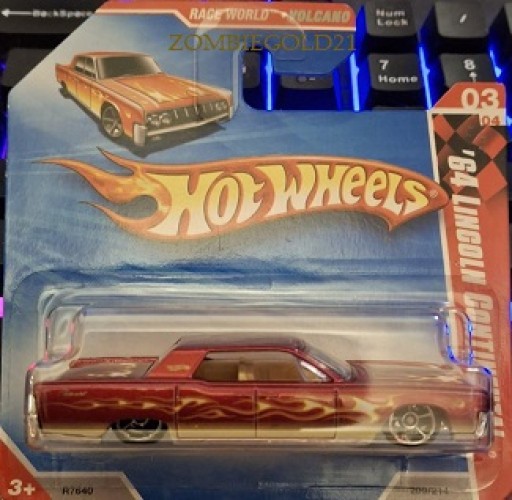 BackSpace
Num
Lock
7
Home
8
RACE WORLD VOLCANO
ZOMBIEGOLD21
03
04
'64 LINCOLN CONTINENTAL
HOT WHEELS
3+
R7640
209/214